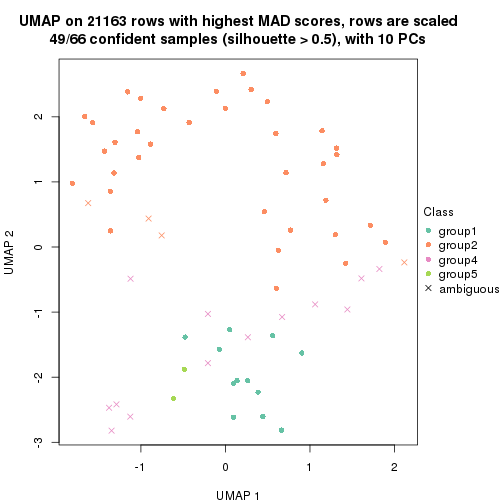 UMAP on 21163 rows with highest MAD scores, rows are scaled
49/66 confident samples (silhouette > 0.5), with 10 PCs
UMAP 2
2
1
0
-1
-2
-3
-1
0
1
2
UMAP 1
Class
group1
group2
group4
group5
ambiguous